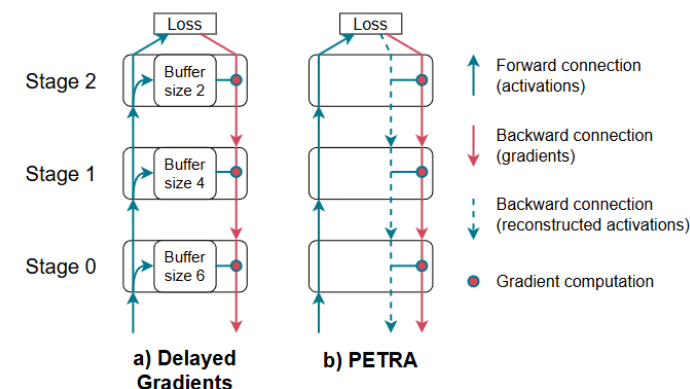 Loss
Loss
Stage 2
Buffer
size 2
Stage 1
Buffer
size 4
Stage 0
Buffer
size 6
Forward connection
(activations)
Backward connection
(gradients)
Backward connection
(reconstructed activations)
Gradient computation
a) Delayed
Gradients
b) PETRA